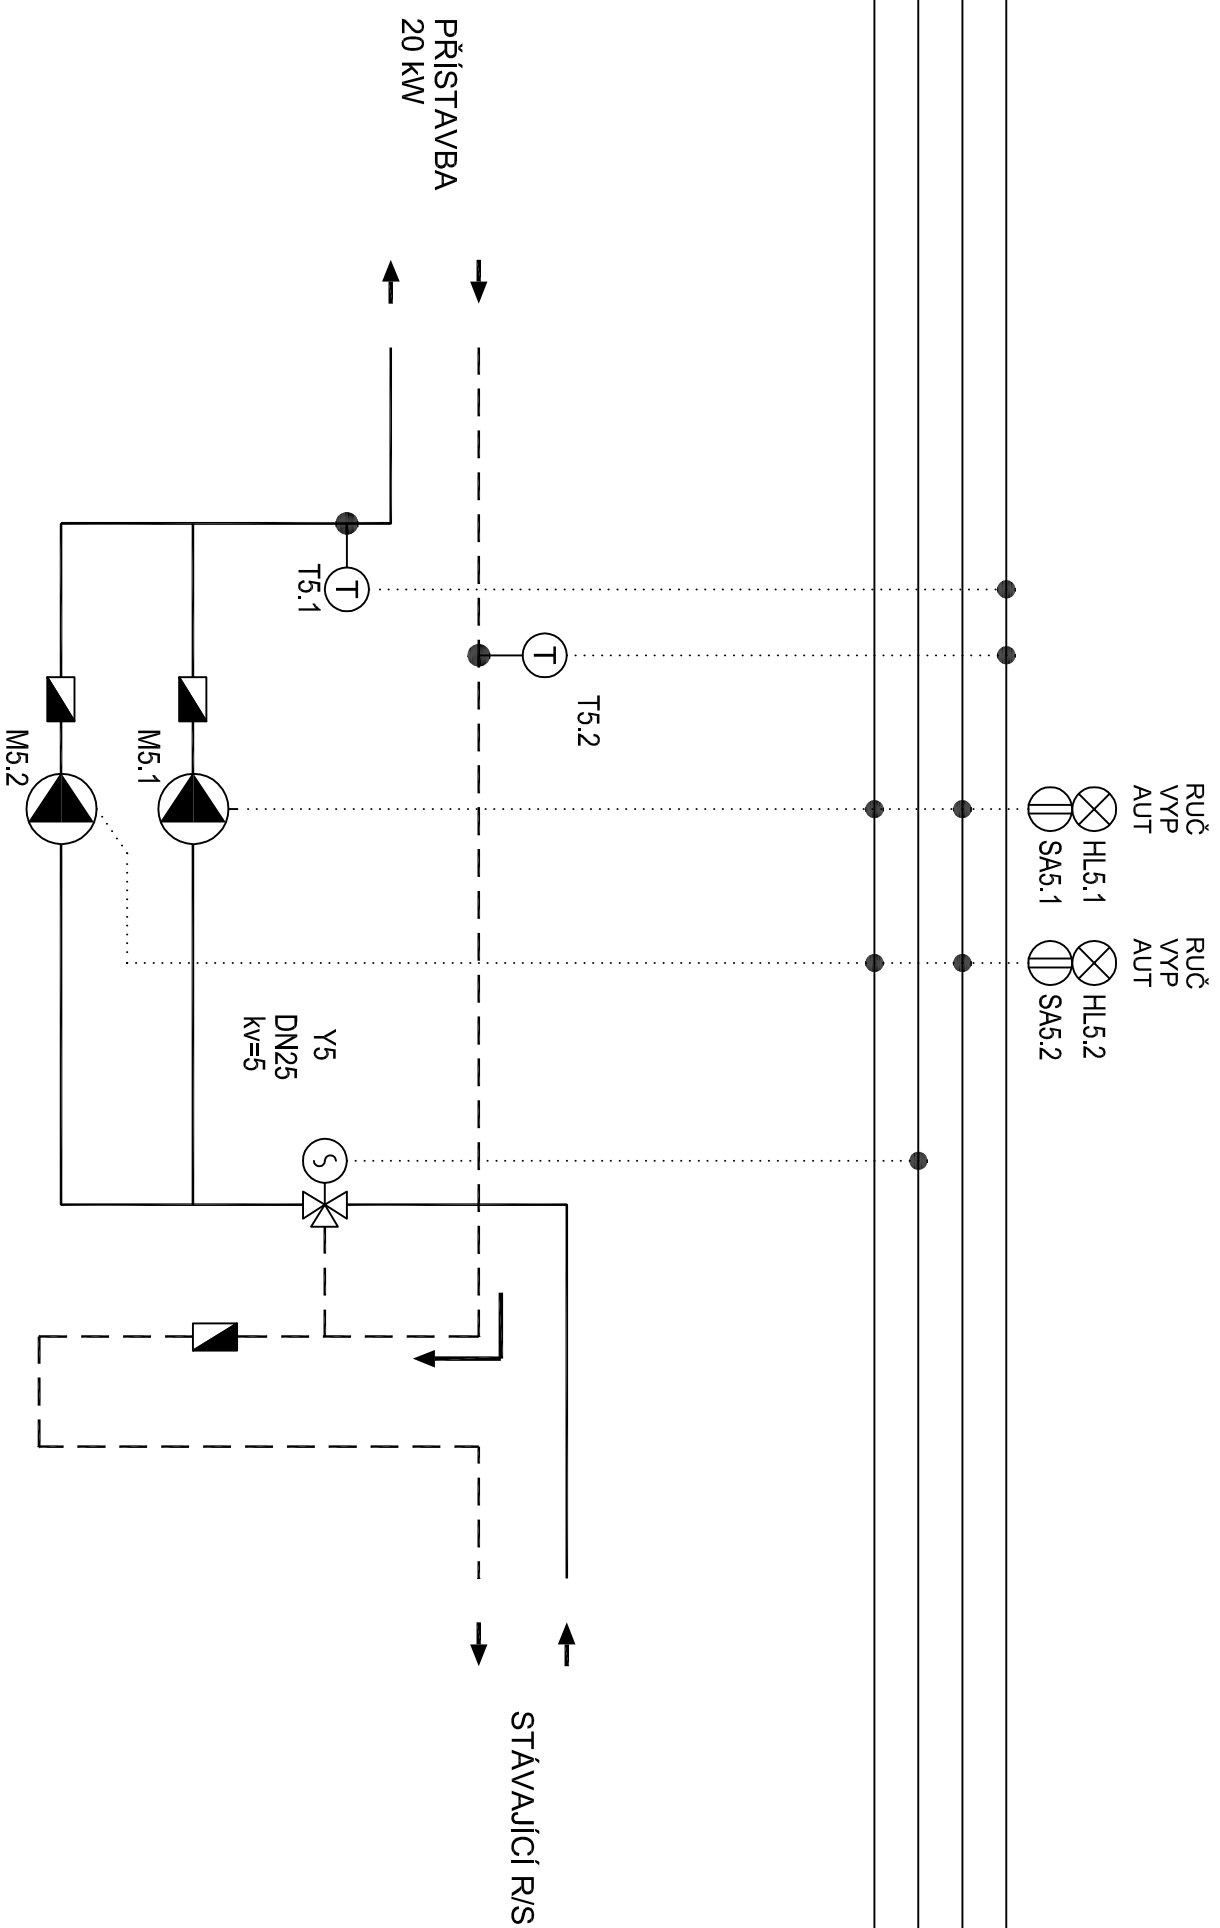 RUČ
VYP
AUT
HL5.1
SA5.1
RUČ
VYP
AUT
HL5.2
SA5.2
PŘÍSTAVBA
20 kW
T
T5.2
T
T5.1
M5.1
M5.2
Y5
DN25
kv=5
S
STÁVAJÍCÍ R/S